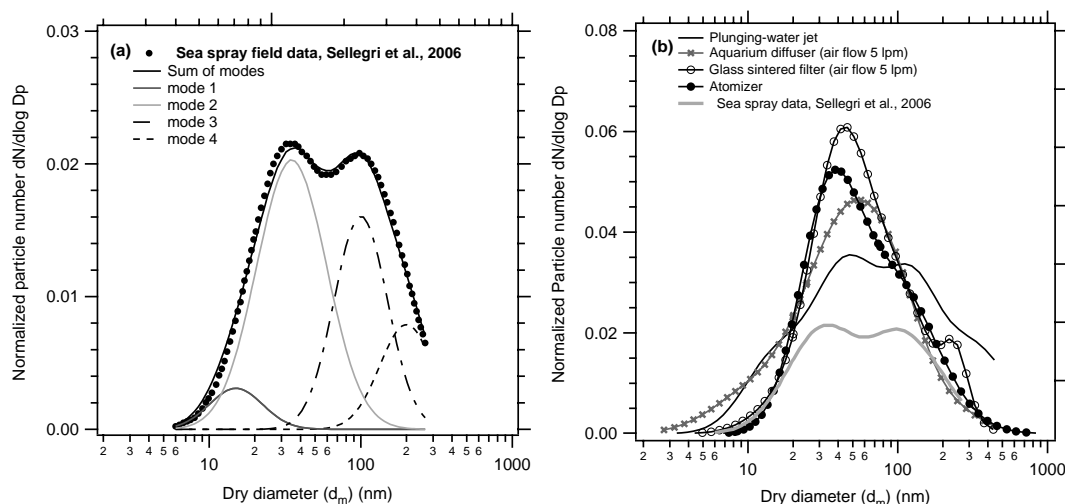 (a) Sea spray field data, Sellegri et al., 2006
Sum of modes
mode 1
mode 2
mode 3
mode 4
Normalized particle number dN/dlog Dp
0.03
0.02
0.01
0.00
2 3 4 5 6 10 2 3 4 5 6 100 2 3 4 5 6 1000
Dry diameter (dm) (nm)
(b)
Plunging-water jet
Aquarium diffuser (air flow 5 lpm)
Glass sintered filter (air flow 5 lpm)
Atomizer
Sea spray data, Sellegri et al., 2006
Normalized Particle number dN/dlog Dp
0.08
0.06
0.04
0.02
0.00
2 3 4 5 6 10 2 3 4 5 6 100 2 3 4 5 6 1000
Dry diameter (dm) (nm)